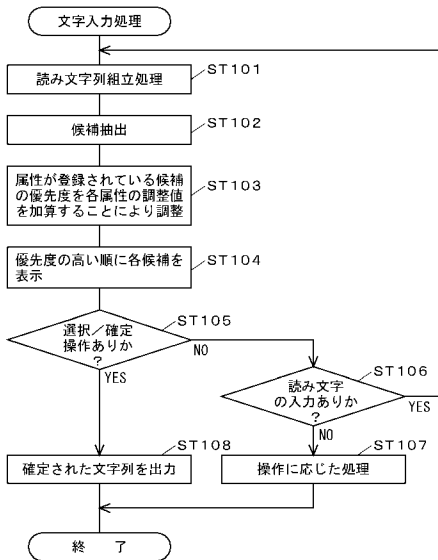 文字入力処理
読み文字列組立処理
ST101
候補抽出
ST102
属性が登録されている候補
の優先度を各属性の調整値
を加算することにより調整
ST103
優先度の高い順に各候補を
表示
ST104
選択／確定
操作ありか
？
ST105
NO
YES
読み文字
の入力ありか
？
ST106
YES
NO
確定された文字列を出力
ST108
操作に応じた処理
ST107
終　了